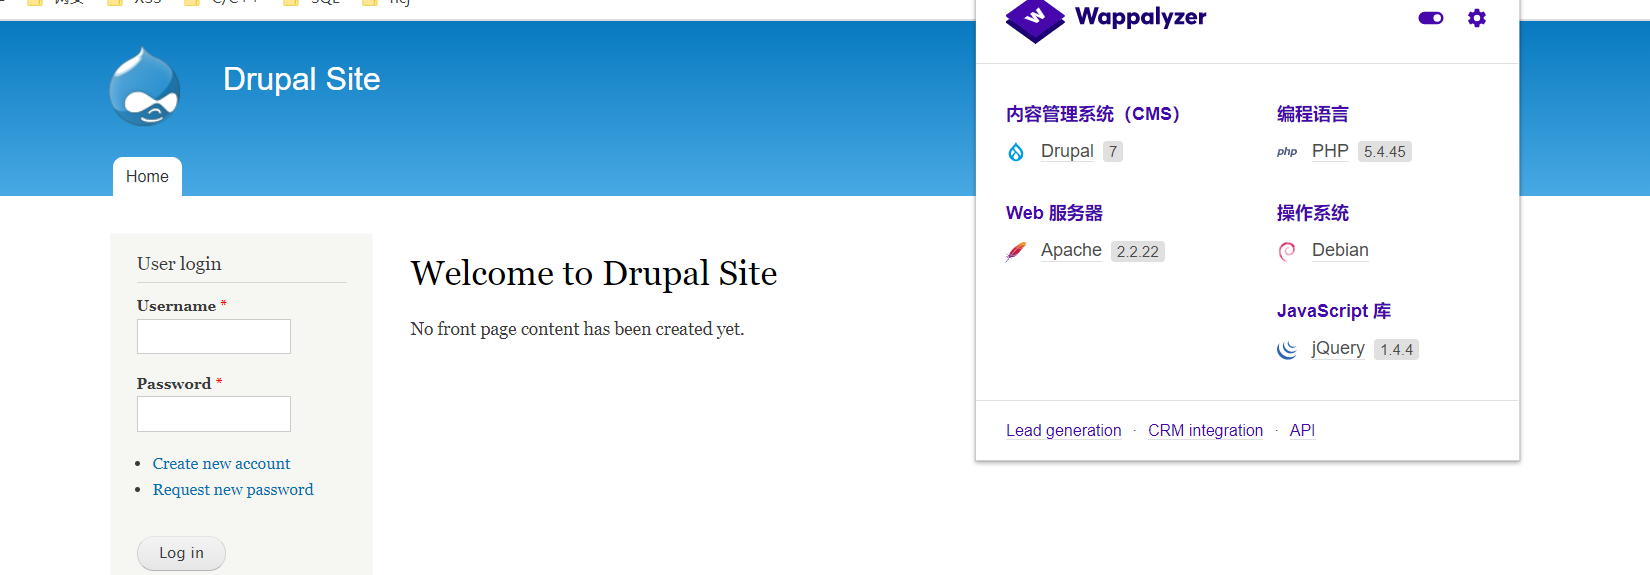 XSS
C/C++
SQL
Wappalyzer
Drupal Site
Home
User login
Username *
Password *
Create new account
Request new password
Log in
Welcome to Drupal Site
No front page content has been created yet.
内容管理系统（CMS）
Drupal 7
编程语言
php PHP 5.4.45
Web 服务器
Apache 2.2.22
操作系统
Debian
JavaScript 库
jQuery 1.4.4
Lead generation · CRM integration · API